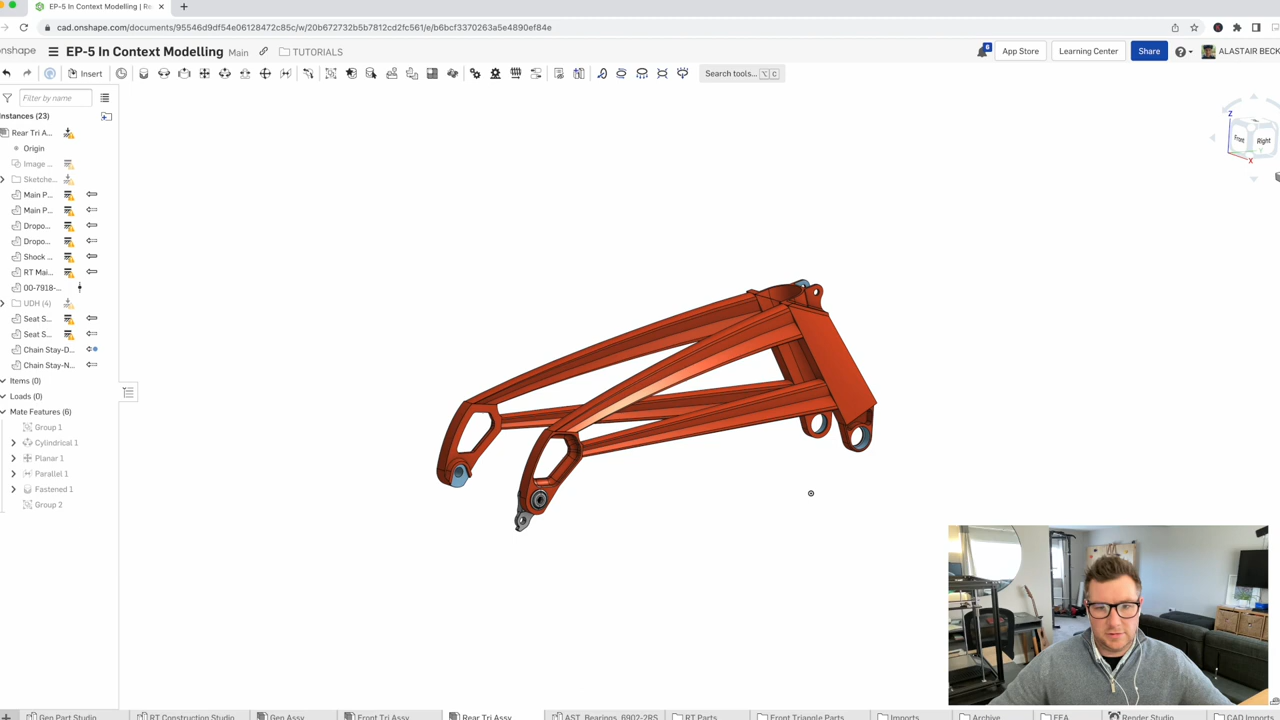 EP-5 In Context Modelling | Re
cad.onshape.com/documents/95546d9df54e06128472c85c/w/20b672732b5b7812cd2fc561/e/b6bcf3370263a5e4890ef84e
onshape
EP-5 In Context Modelling Main TUTORIALS
8
App Store
Learning Center
Share
ALASTAIR BECK
Insert
Search tools... ⌥ C
Filter by name
Instances (23)
Rear Tri A...
Origin
Image ...
Sketche...
Main P...
Main P...
Dropo...
Dropo...
Shock ...
RT Mai...
00-7918-...
UDH (4)
Seat S...
Seat S...
Chain Stay-D...
Chain Stay-N...
Items (0)
Loads (0)
Mate Features (6)
Group 1
Cylindrical 1
Planar 1
Parallel 1
Fastened 1
Group 2
Z
Front
Right
X
Gen Part Studio
RT Construction Studio
Gen Assy
Front Tri Assy
Rear Tri Assy
AST, Bearings, 6902-2RS
RT Parts
Front Triangle Parts
Imports
Archive
FEA
Render Studio
CAD Import